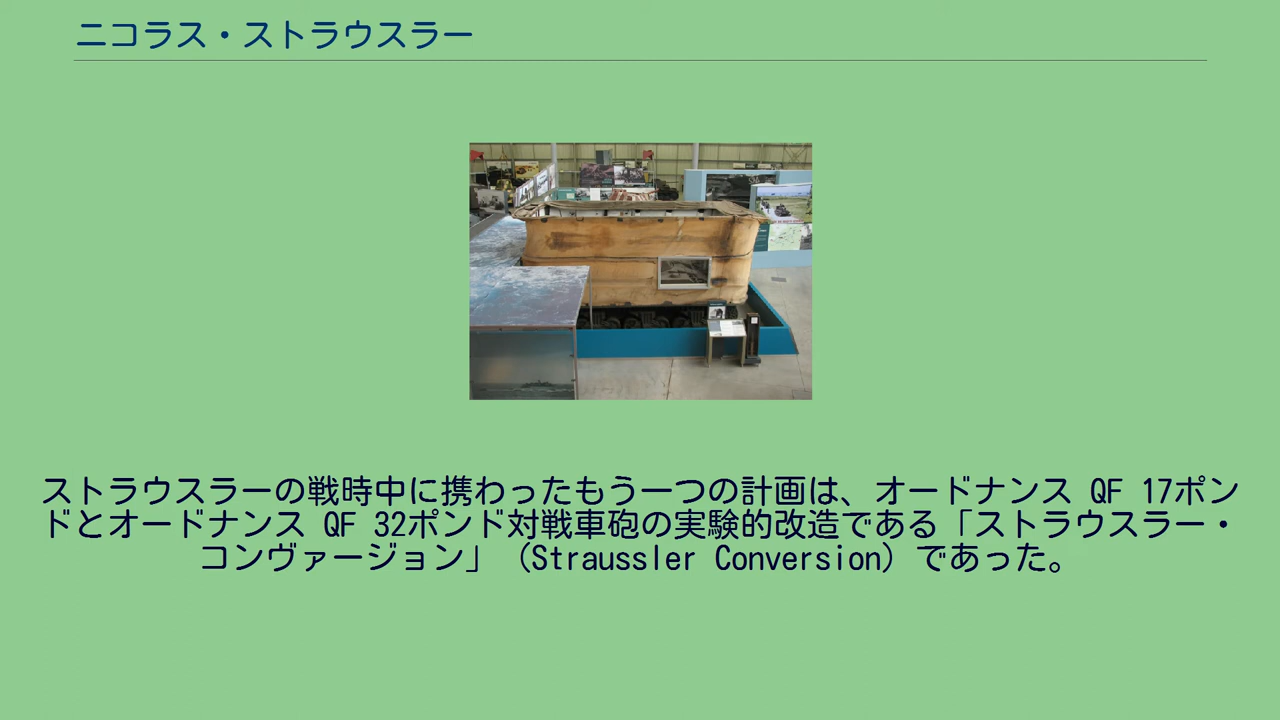 ニコラス・ストラウスラー
ストラウスラーの戦時中に携わったもう一つの計画は、オードナンス QF 17ポン
ドとオードナンス QF 32ポンド対戦車砲の実験的改造である「ストラウスラー・
コンヴァージョン」（Straussler Conversion）であった。